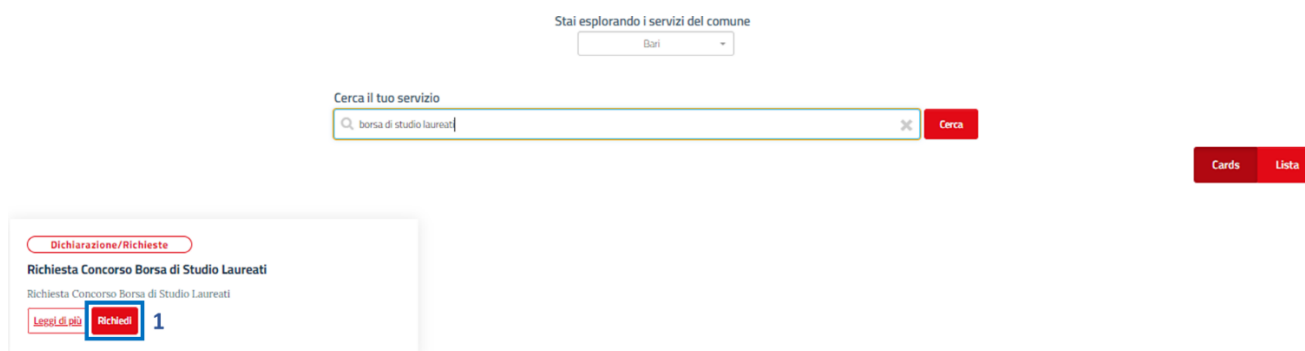 Stai esplorando i servizi del comune
Bari
Cerca il tuo servizio
borsa di studio laureati
Cerca
Cards Lista
Dichiarazione/Richieste
Richiesta Concorso Borsa di Studio Laureati
Richiesta Concorso Borsa di Studio Laureati
Leggi di più Richiedi 1